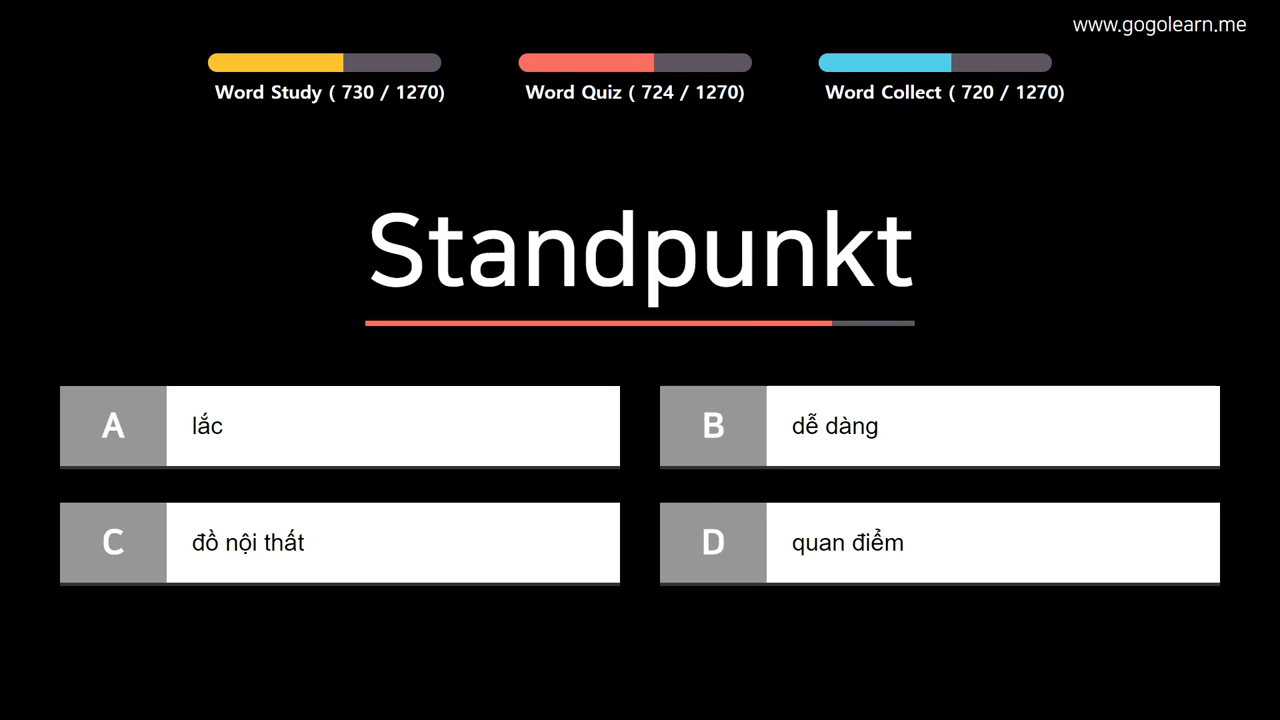 www.gogolearn.me
Word Study ( 730 / 1270)
Word Quiz ( 724 / 1270)
Word Collect ( 720 / 1270)
Standpunkt
A lắc
B dễ dàng
C đồ nội thất
D quan điểm